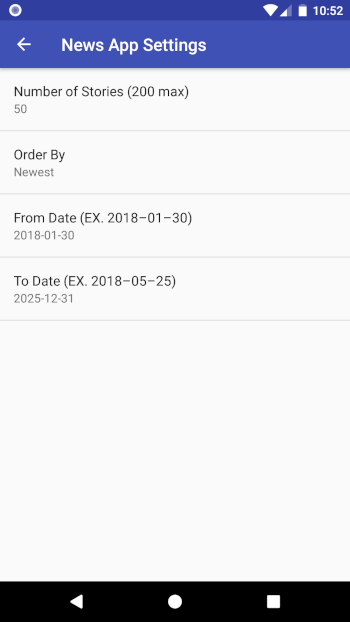 10:52
News App Settings
Number of Stories (200 max)
50
Order By
Newest
From Date (EX. 2018-01-30)
2018-01-30
To Date (EX. 2018-05-25)
2025-12-31